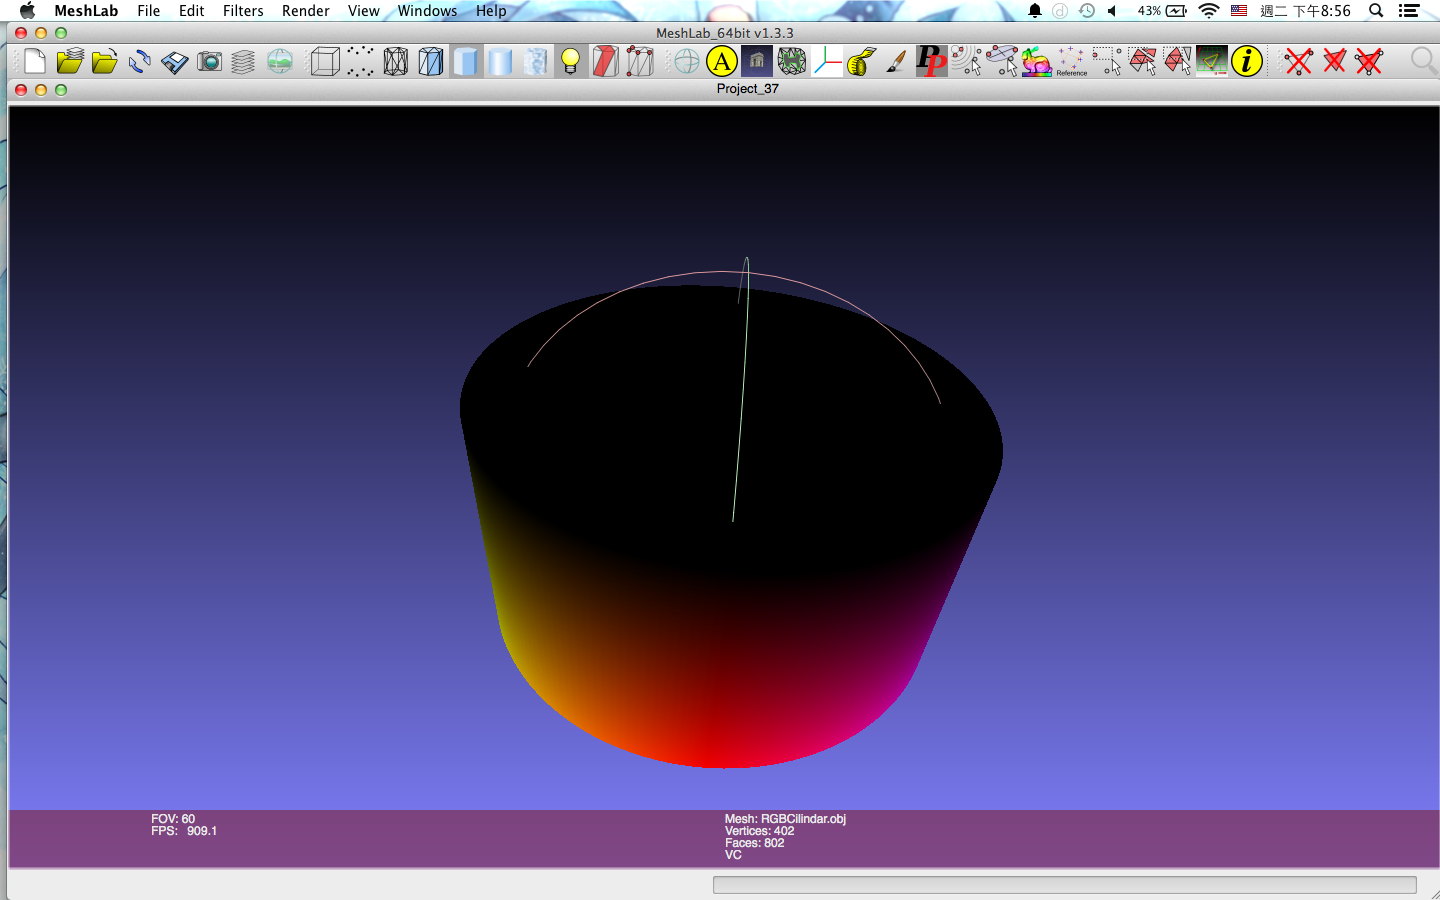 MeshLab File Edit Filters Render View Windows Help 43% 週二 下午8:56
MeshLab_64bit v1.3.3
A PP Reference i
Project_37
FOV: 60
FPS: 909.1
Mesh: RGBCilindar.obj
Vertices: 402
Faces: 802
VC